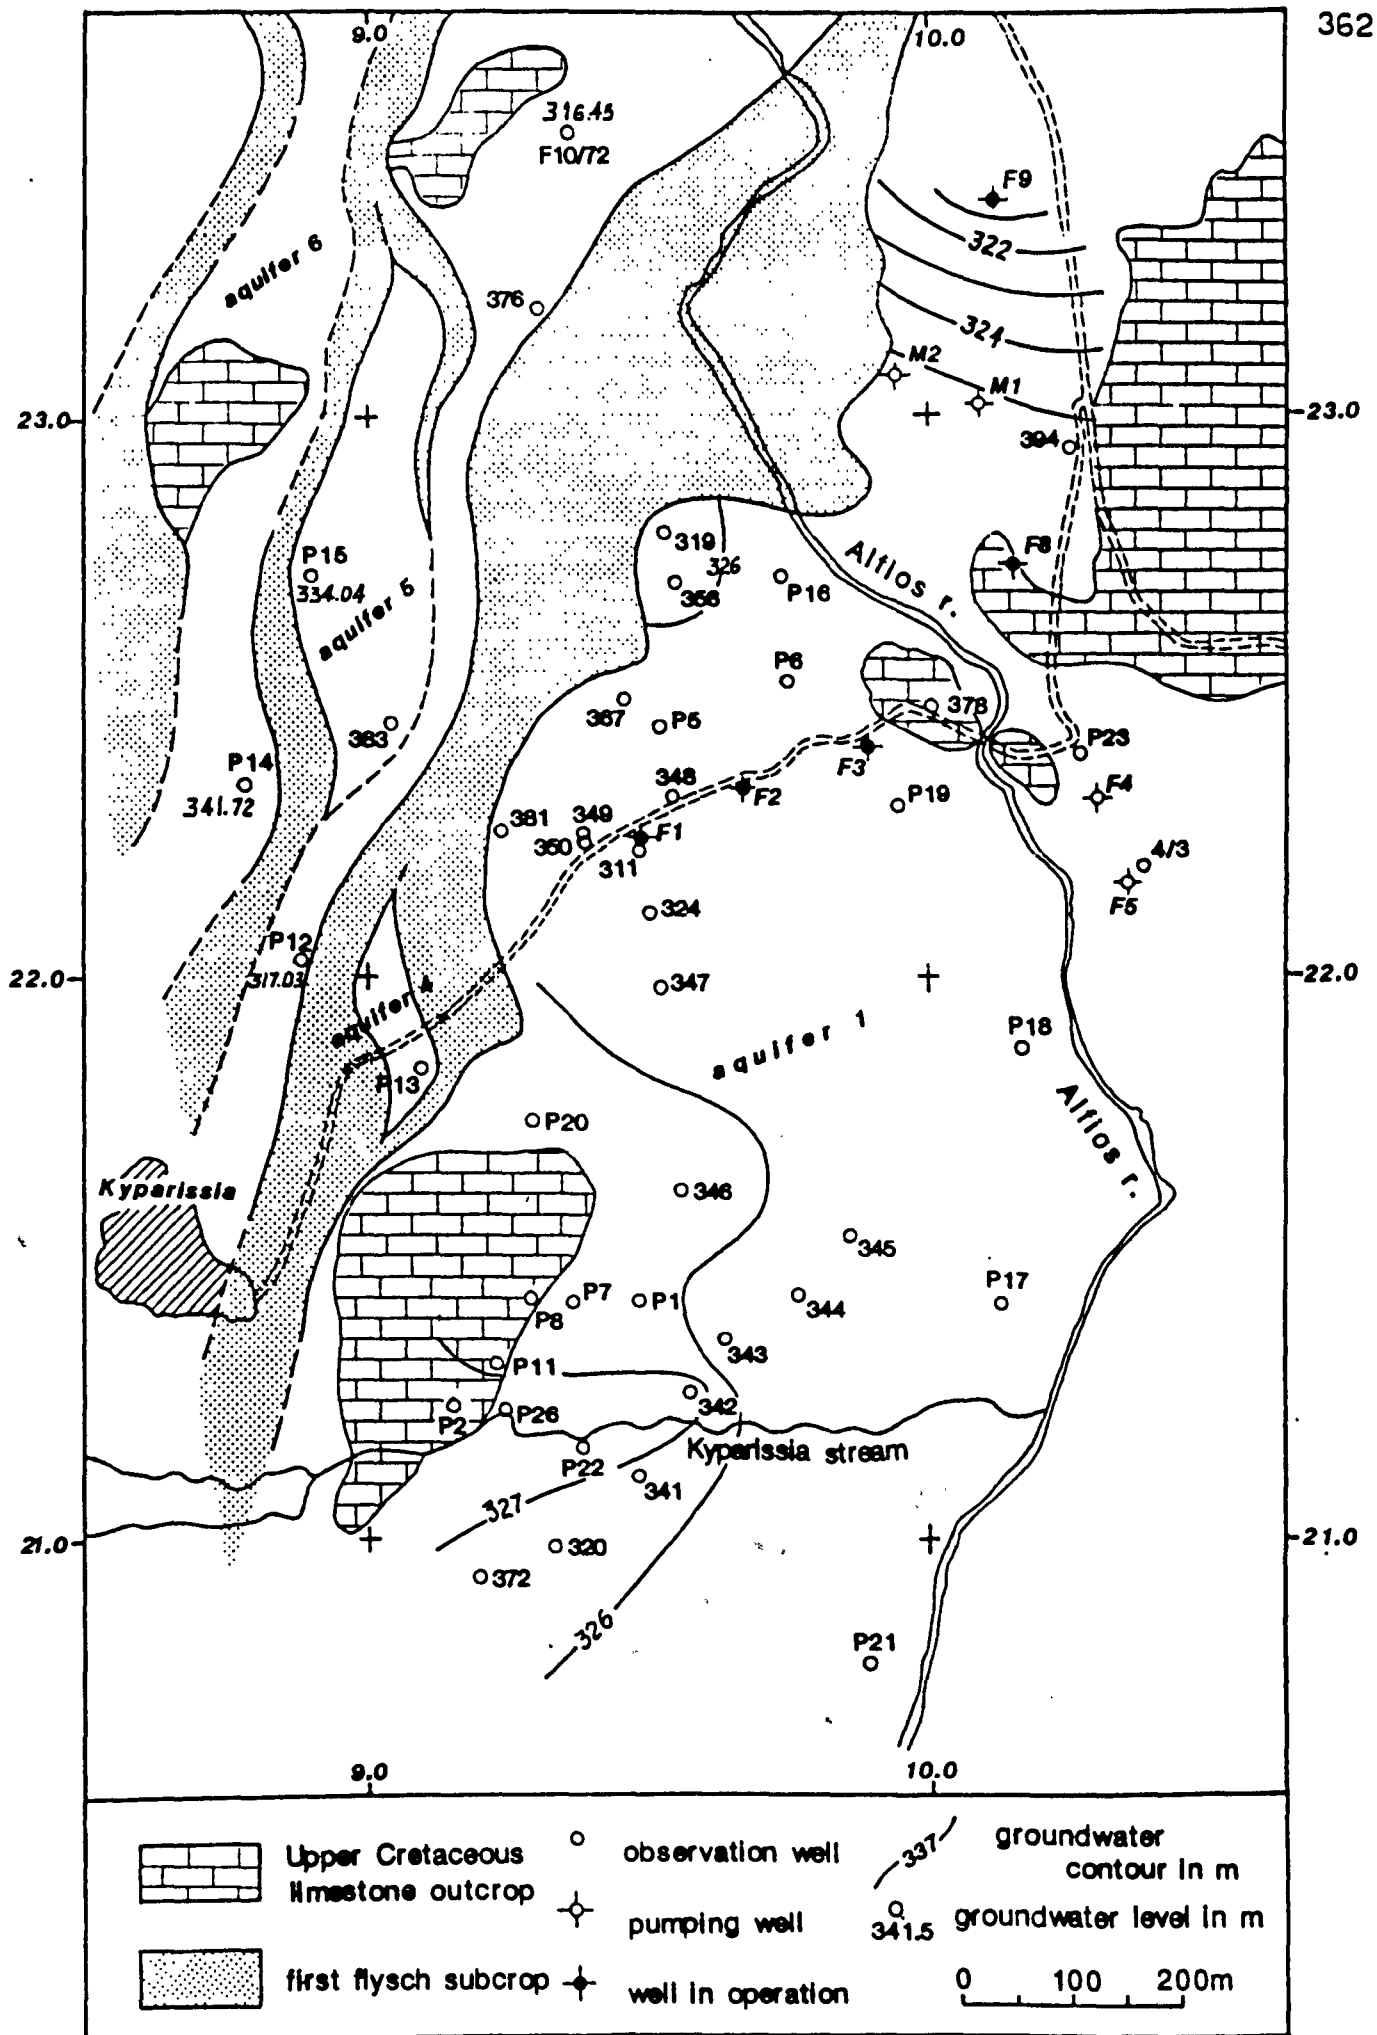 362
9.0
10.0
316.45
F10/72
F9
322
aquifer 6
376
324
M2
M1
23.0
23.0
394
319
326
356
P16
Alfios r.
F8
P15
334.04
aquifer 5
P6
367
P5
378
383
P23
F3
P14
341.72
348
F2
P19
F4
381
349
350
F1
311
4/3
F5
324
P12
317.03
22.0
22.0
347
aquifer 4
aquifer 1
P18
P13
Alfios r.
P20
Kyparissia
346
345
P17
P7
P8
P1
344
343
P11
342
P2
P26
Kyparissia stream
P22
341
327
21.0
21.0
320
372
326
P21
9.0
10.0
Upper Cretaceous
limestone outcrop
observation well
337
groundwater
contour in m
pumping well
341.5
groundwater level in m
first flysch subcrop
well in operation
0 100 200m